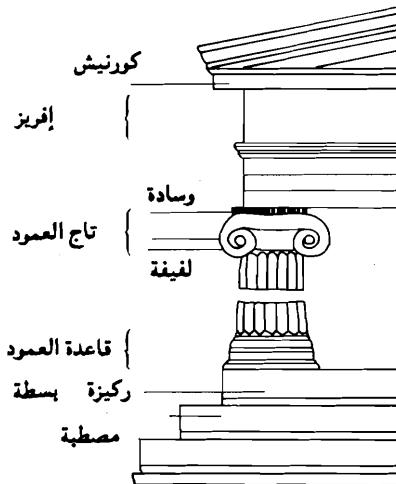 كورنيش
إفريز
وسادة
تاج العمود
لفيفة
قاعدة العمود
ركيزة بسطة
مصطبة